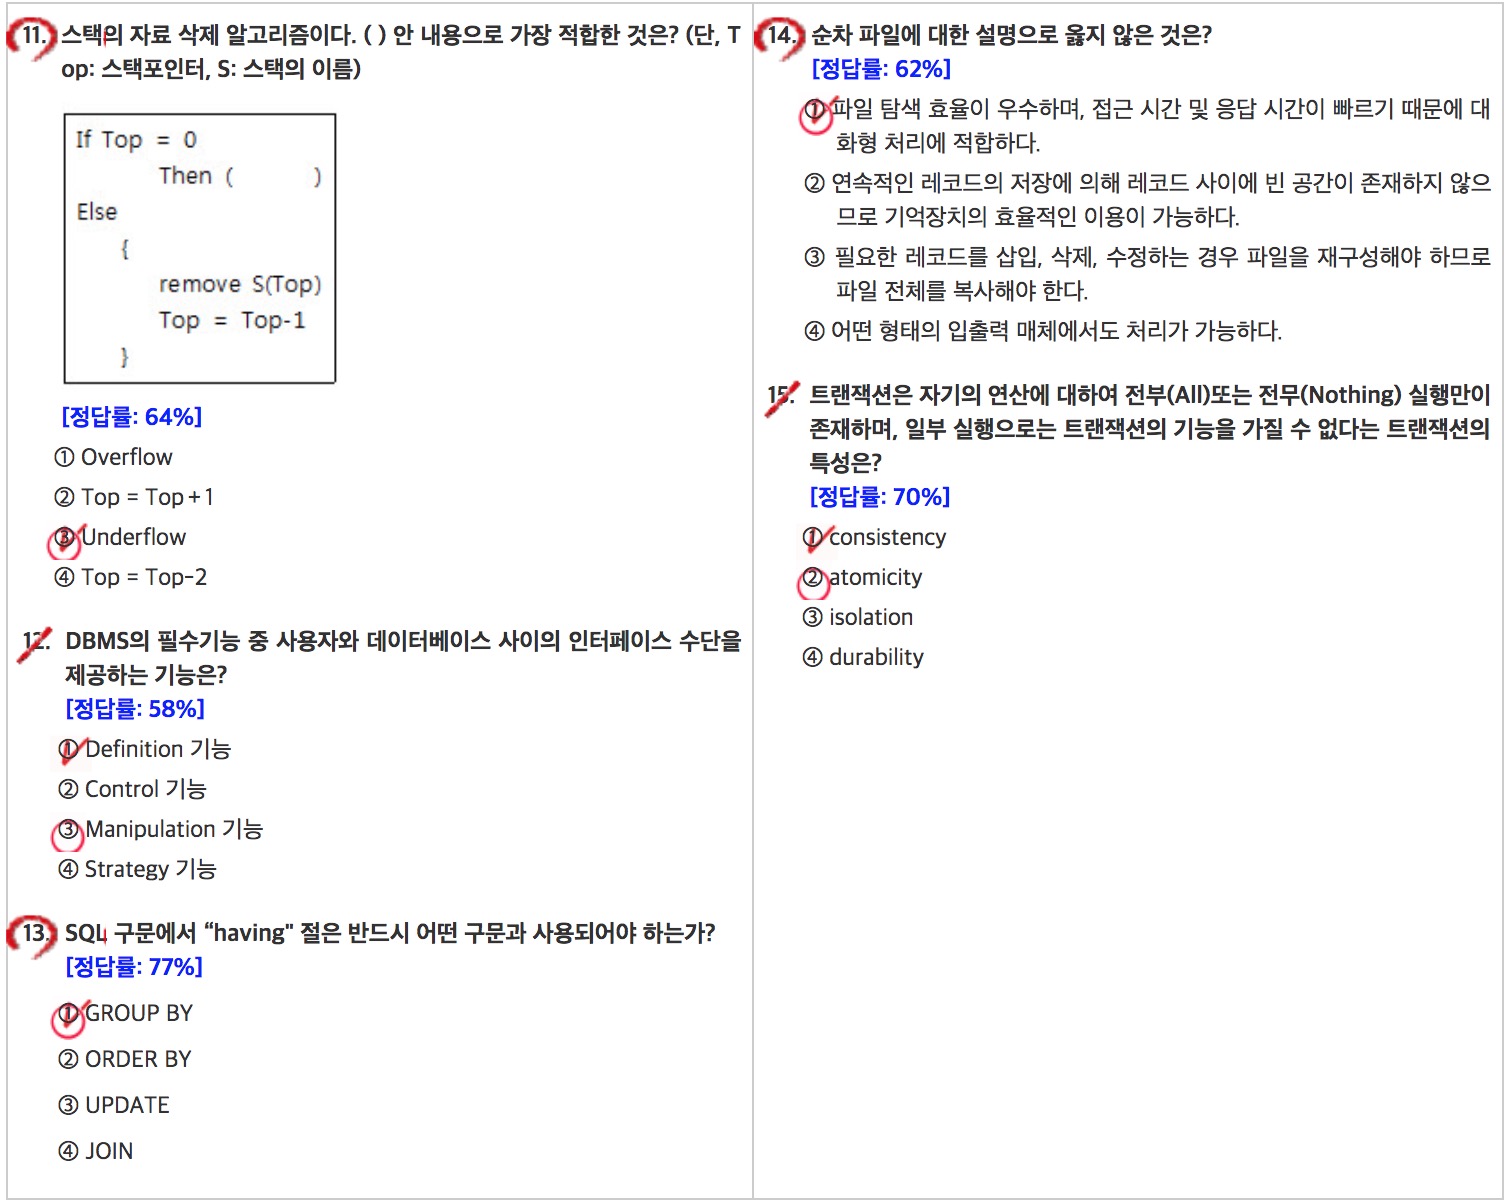 11. 스택의 자료 삭제 알고리즘이다. ( ) 안 내용으로 가장 적합한 것은? (단, T
op: 스택포인터, S: 스택의 이름)
If Top = 0
Then ( )
Else
{
remove S(Top)
Top = Top-1
}
[정답률: 64%]
① Overflow
② Top = Top+1
③ Underflow
④ Top = Top-2
12. DBMS의 필수기능 중 사용자와 데이터베이스 사이의 인터페이스 수단을
제공하는 기능은?
[정답률: 58%]
① Definition 기능
② Control 기능
③ Manipulation 기능
④ Strategy 기능
13. SQL 구문에서 “having" 절은 반드시 어떤 구문과 사용되어야 하는가?
[정답률: 77%]
① GROUP BY
② ORDER BY
③ UPDATE
④ JOIN
14. 순차 파일에 대한 설명으로 옳지 않은 것은?
[정답률: 62%]
① 파일 탐색 효율이 우수하며, 접근 시간 및 응답 시간이 빠르기 때문에 대
화형 처리에 적합하다.
② 연속적인 레코드의 저장에 의해 레코드 사이에 빈 공간이 존재하지 않으
므로 기억장치의 효율적인 이용이 가능하다.
③ 필요한 레코드를 삽입, 삭제, 수정하는 경우 파일을 재구성해야 하므로
파일 전체를 복사해야 한다.
④ 어떤 형태의 입출력 매체에서도 처리가 가능하다.
15. 트랜잭션은 자기의 연산에 대하여 전부(All)또는 전무(Nothing) 실행만이
존재하며, 일부 실행으로는 트랜잭션의 기능을 가질 수 없다는 트랜잭션의
특성은?
[정답률: 70%]
① consistency
② atomicity
③ isolation
④ durability